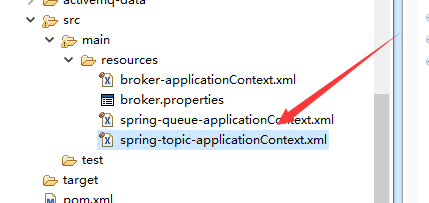 activemq-data
src
main
resources
broker-applicationContext.xml
broker.properties
spring-queue-applicationContext.xml
spring-topic-applicationContext.xml
test
target
pom.xml